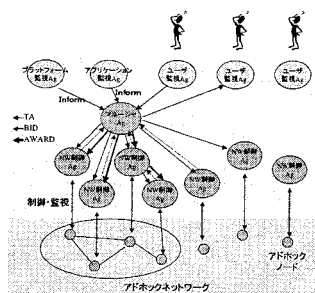 プラットフォーム
監視Ag
アプリケーション
監視Ag
ユーザ
監視Ag
ユーザ
監視Ag
ユーザ
監視Ag
Inform
Inform
マネージャ
Ag
TA
BID
AWARD
NW制御
Ag
NW制御
Ag
NW制御
Ag
NW制御
Ag
NW制御
Ag
NW制御
Ag
NW制御
Ag
制御・監視
アドホック
ノード
アドホックネットワーク